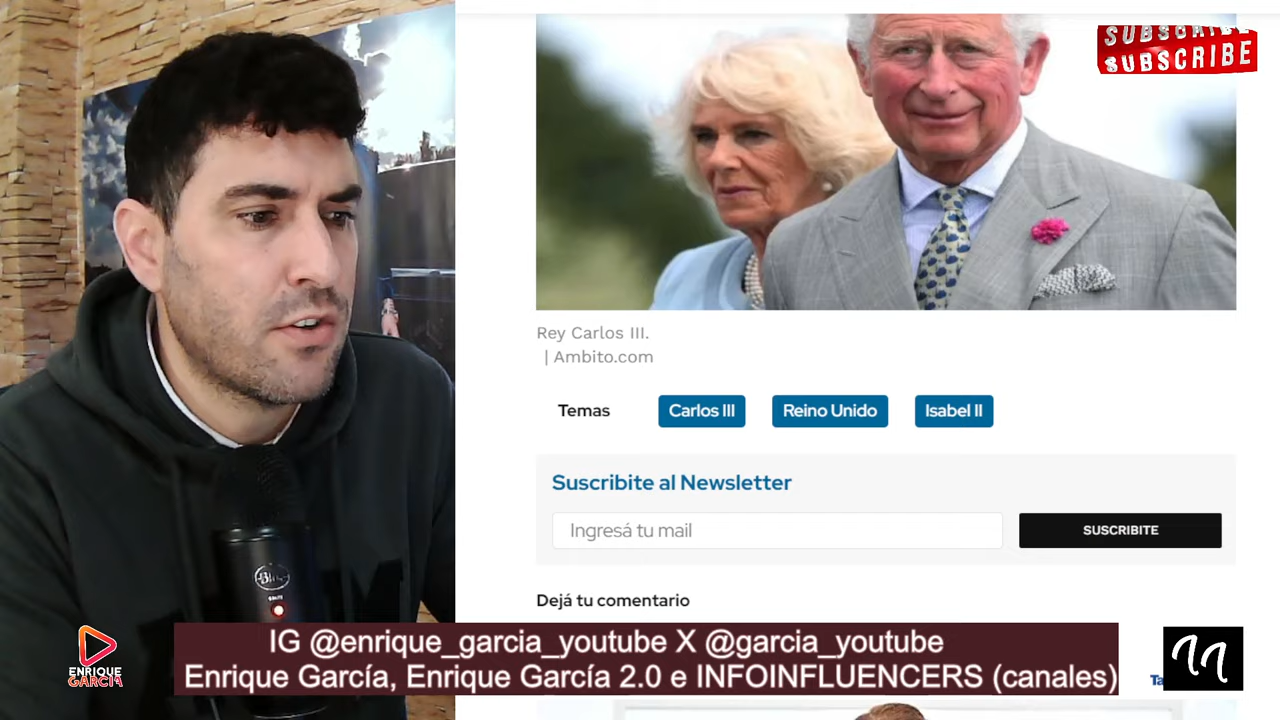 SUBSCRIBE
SUBSCRIBE
Rey Carlos III.
| Ambito.com
Temas
Carlos III
Reino Unido
Isabel II
Suscribite al Newsletter
Ingresá tu mail
SUSCRIBITE
Dejá tu comentario
IG @enrique_garcia_youtube X @garcia_youtube
Enrique García, Enrique García 2.0 e INFOINFLUENCERS (canales)
ENRIQUE
GARCÍA